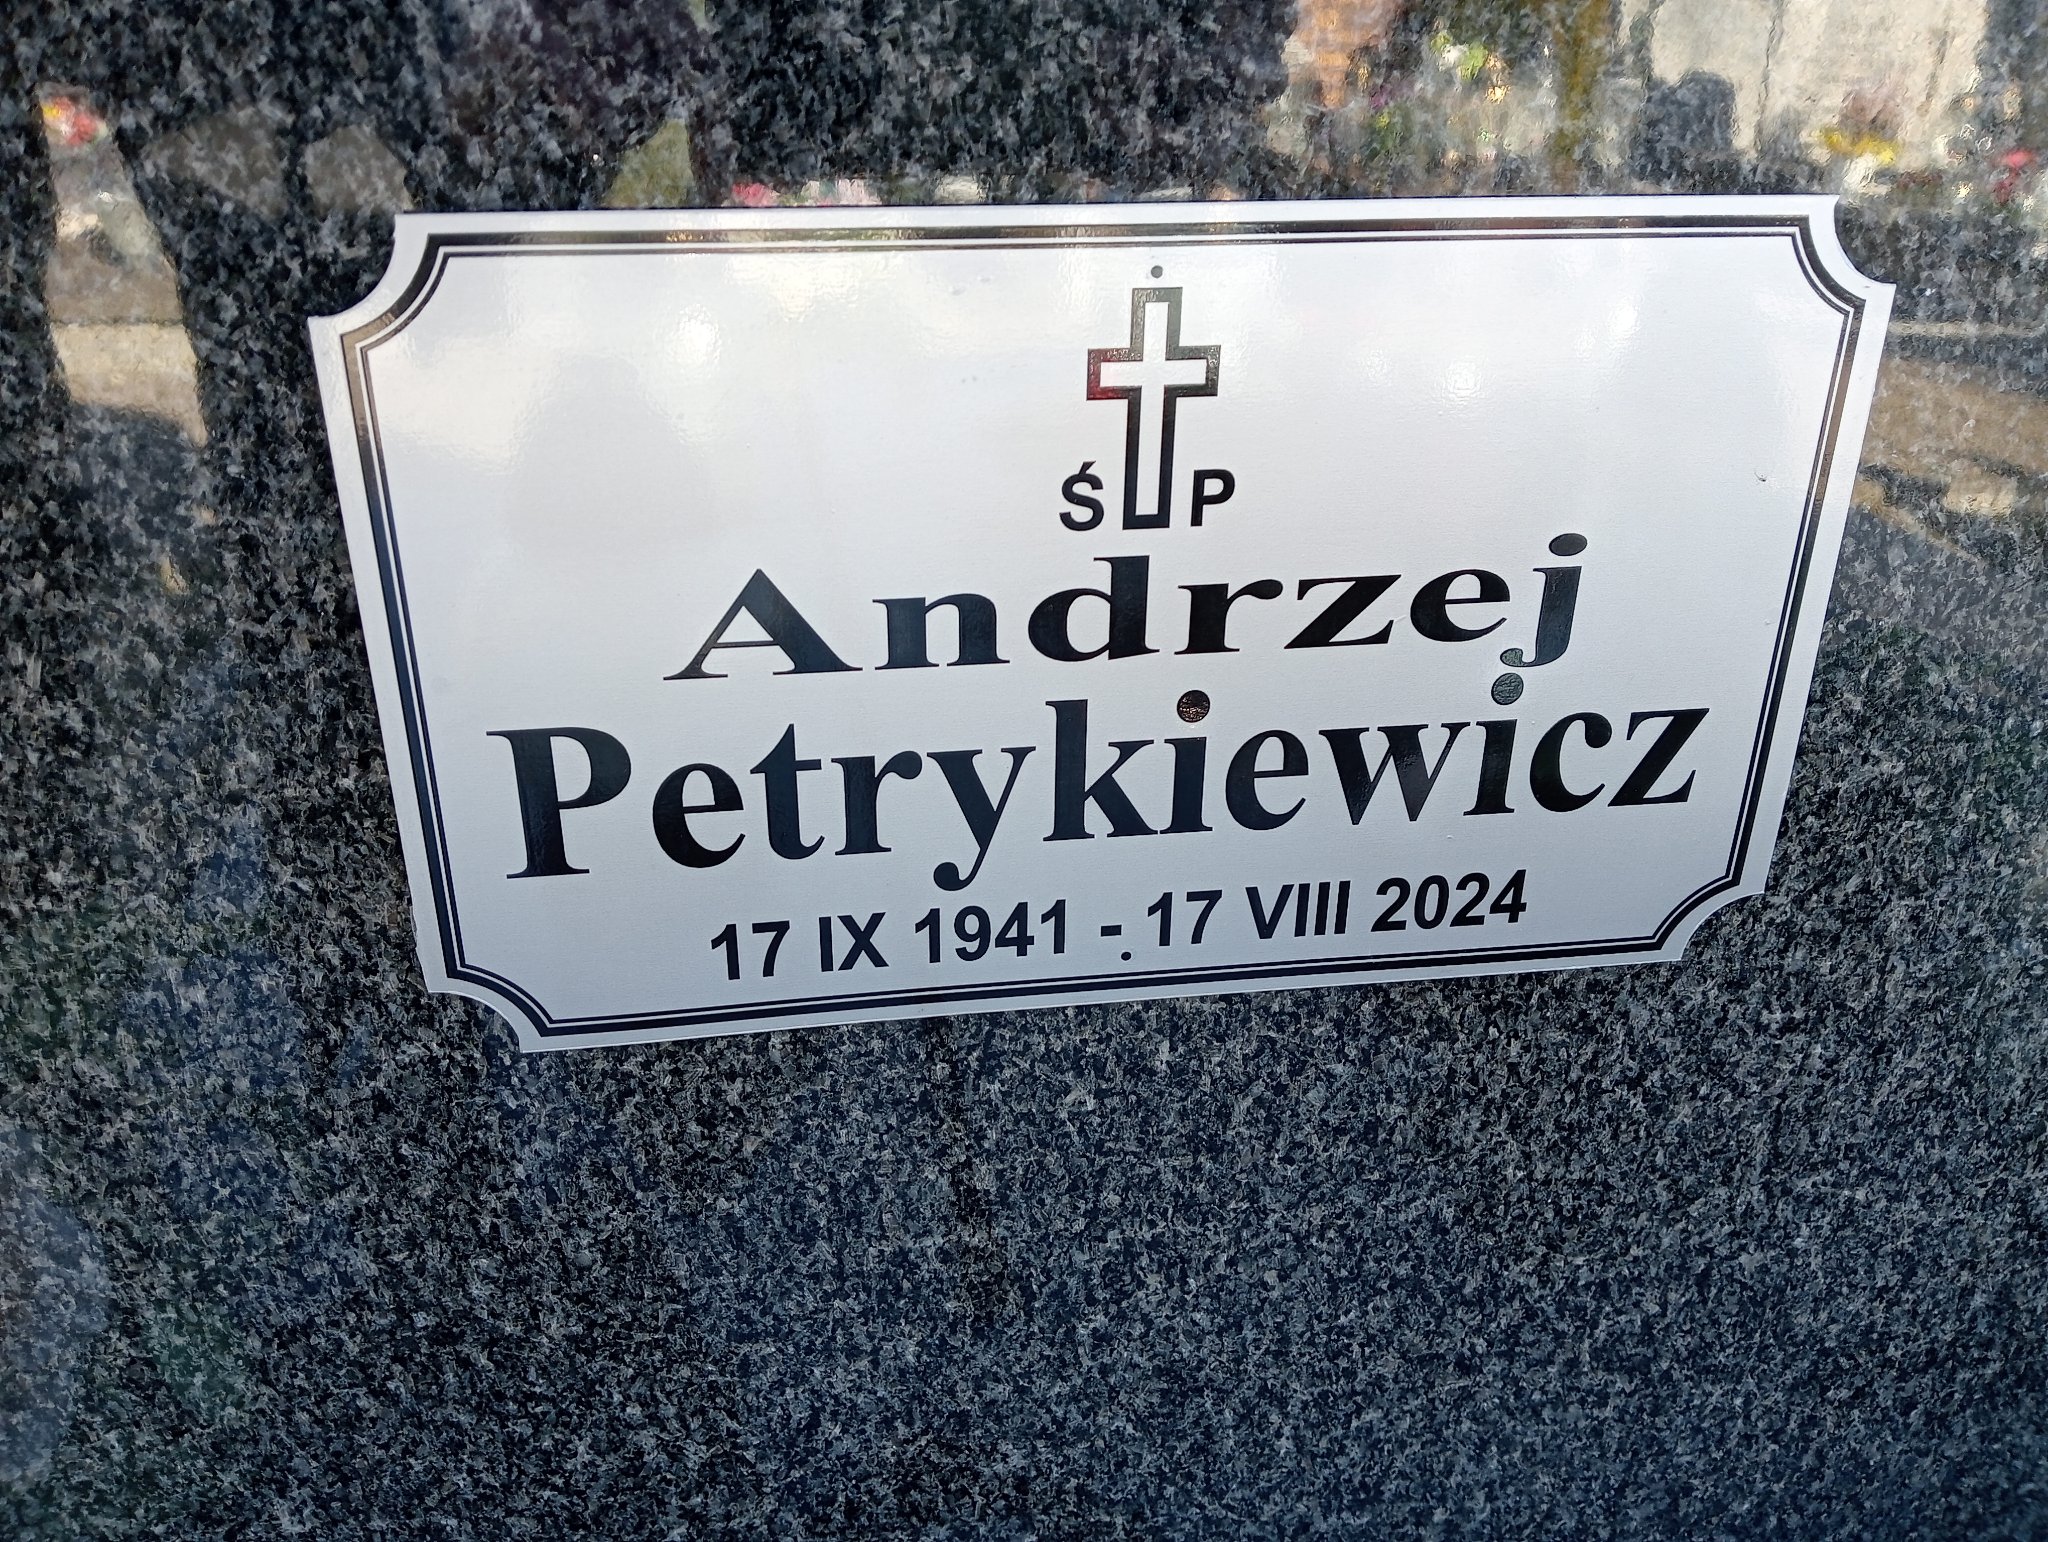 Ś P
Andrzej
Petrykiewicz
17 IX 1941 - 17 VIII 2024